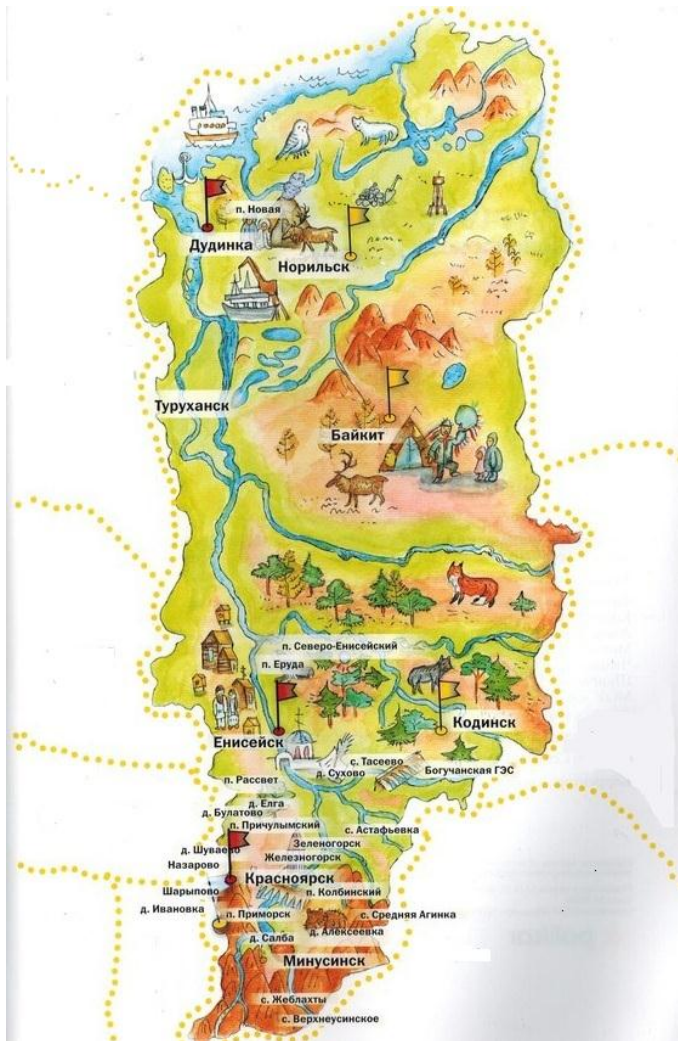 п. Новая
Дудинка
Норильск
Туруханск
Байкит
п. Северо-Енисейский
п. Еруда
Кодинск
Енисейск
с. Тасеево
Богучанская ГЭС
д. Сухово
п. Рассвет
д. Елга
д. Булатово
п. Причулымский
с. Астафьевка
Зеленогорск
д. Шуваево
Железногорск
Назарово
Красноярск
Шарыпово
п. Колбинский
д. Ивановка
п. Приморск
с. Средняя Агинка
д. Алексеевка
д. Салба
Минусинск
с. Жеблахты
с. Верхнеусинское